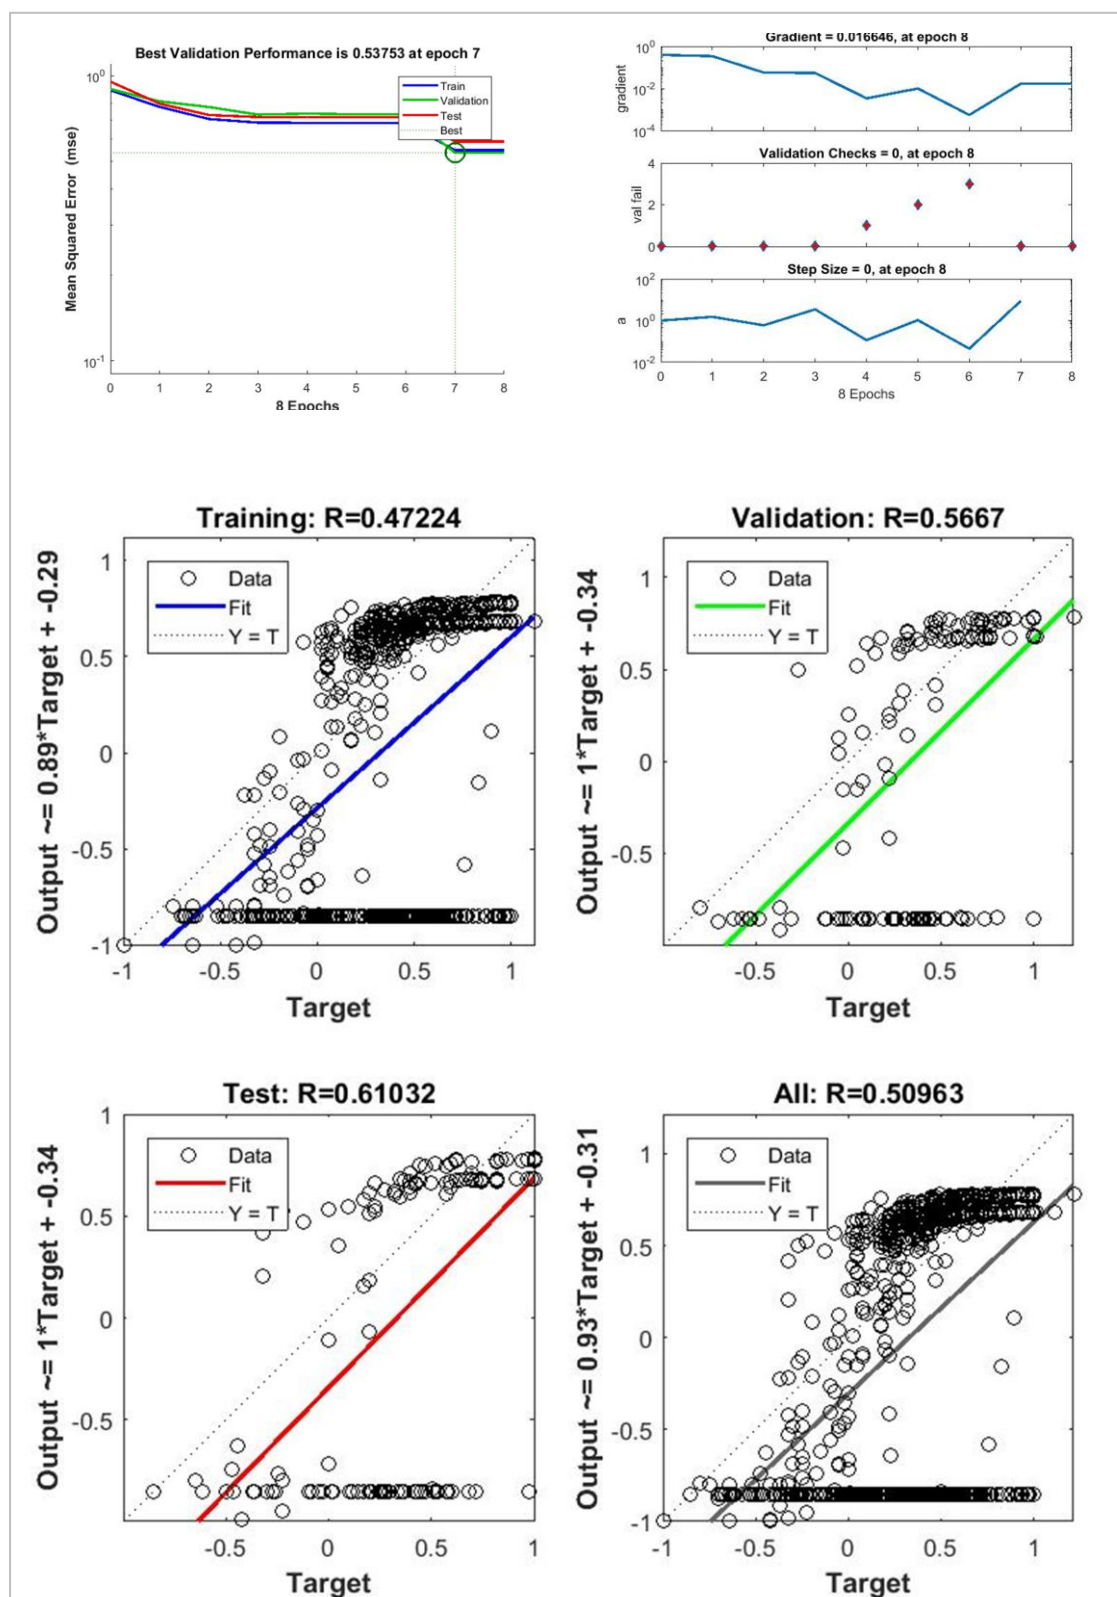 Best Validation Performance is 0.53753 at epoch 7
10^0
10^-1
Mean Squared Error (mse)
Train
Validation
Test
Best
0 1 2 3 4 5 6 7 8
8 Epochs
Gradient = 0.016646, at epoch 8
10^0
10^-2
10^-4
gradient
Validation Checks = 0, at epoch 8
4
2
0
val fail
Step Size = 0, at epoch 8
10^2
10^0
10^-2
a
0 1 2 3 4 5 6 7 8
8 Epochs
Training: R=0.47224
Output ~= 0.89*Target + -0.29
Data
Fit
Y = T
1
0.5
0
-0.5
-1
-1 -0.5 0 0.5 1
Target
Validation: R=0.5667
Output ~= 1*Target + -0.34
Data
Fit
Y = T
1
0.5
0
-0.5
-0.5 0 0.5 1
Target
Test: R=0.61032
Output ~= 1*Target + -0.34
Data
Fit
Y = T
1
0.5
0
-0.5
-0.5 0 0.5 1
Target
All: R=0.50963
Output ~= 0.93*Target + -0.31
Data
Fit
Y = T
1
0.5
0
-0.5
-1
-1 -0.5 0 0.5 1
Target